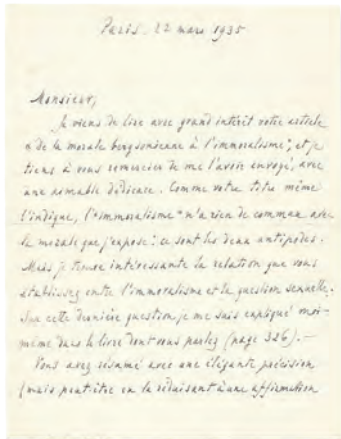 Paris. 22 mars 1935
Monsieur,
Je viens de lire avec grand intérêt votre article
« de la morale bergsonienne à l'immoralisme », et je
tiens à vous remercier de me l'avoir envoyé, avec
une aimable dédicace. Comme votre titre même
l'indique, l'"immoralisme" n'a rien de commun avec
la morale que j'expose : ce sont les deux antipodes.
Mais je trouve intéressante la relation que vous
établissez entre l'immoralisme et la question sexuelle.
Sur cette dernière question, je me suis expliqué moi-
même dans le livre dont vous parlez (page 326). —
Vous avez résumé avec une élégante précision
(mais peut-être en la réduisant à une affirmation